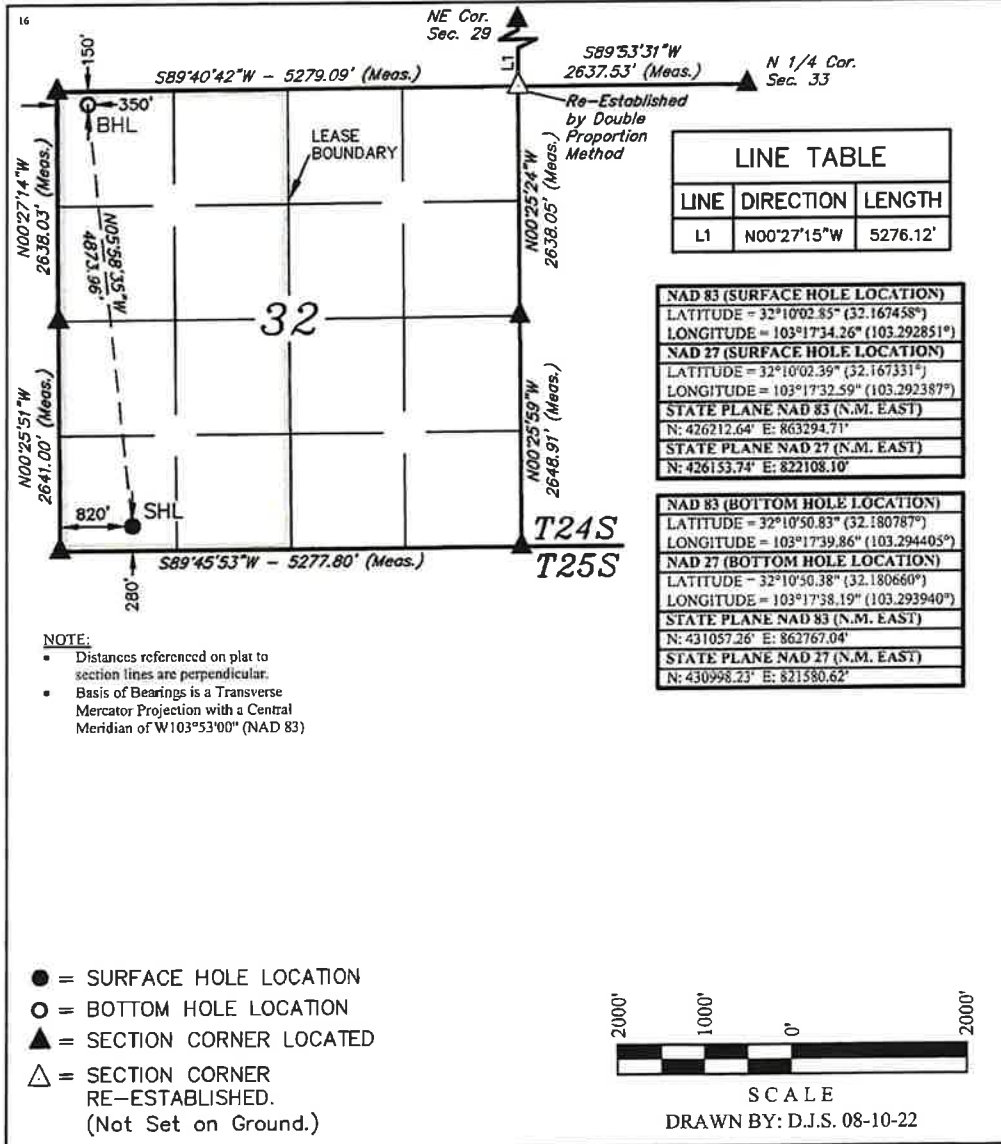 16
NE Cor.
Sec. 29
150'
S89°40'42"W - 5279.09' (Meas.)
L1
S89°53'31"W
2637.53' (Meas.)
N 1/4 Cor.
Sec. 33
350'
BHL
Re-Established
by Double
Proportion
Method
LEASE
BOUNDARY
N00°27'14"W
2638.03' (Meas.)
N05°58'35"W
4873.96'
N00°25'24"W
2638.05' (Meas.)
32
N00°25'51"W
2641.00' (Meas.)
N00°25'59"W
2648.91' (Meas.)
820'
SHL
T24S
T25S
S89°45'53"W - 5277.80' (Meas.)
280'
LINE TABLE
LINE DIRECTION LENGTH
L1 N00°27'15"W 5276.12'
NAD 83 (SURFACE HOLE LOCATION)
LATITUDE = 32°10'02.85" (32.167458°)
LONGITUDE = 103°17'34.26" (103.292851°)
NAD 27 (SURFACE HOLE LOCATION)
LATITUDE = 32°10'02.39" (32.167331°)
LONGITUDE = 103°17'32.59" (103.292387°)
STATE PLANE NAD 83 (N.M. EAST)
N: 426212.64' E: 863294.71'
STATE PLANE NAD 27 (N.M. EAST)
N: 426153.74' E: 822108.10'
NAD 83 (BOTTOM HOLE LOCATION)
LATITUDE = 32°10'50.83" (32.180787°)
LONGITUDE = 103°17'39.86" (103.294405°)
NAD 27 (BOTTOM HOLE LOCATION)
LATITUDE = 32°10'50.38" (32.180660°)
LONGITUDE = 103°17'38.19" (103.293940°)
STATE PLANE NAD 83 (N.M. EAST)
N: 431057.26' E: 862767.04'
STATE PLANE NAD 27 (N.M. EAST)
N: 430998.23' E: 821580.62'
NOTE:
• Distances referenced on plat to
section lines are perpendicular.
• Basis of Bearings is a Transverse
Mercator Projection with a Central
Meridian of W103°53'00" (NAD 83)
= SURFACE HOLE LOCATION
= BOTTOM HOLE LOCATION
= SECTION CORNER LOCATED
= SECTION CORNER
RE-ESTABLISHED.
(Not Set on Ground.)
2000' 1000' 0' 2000'
SCALE
DRAWN BY: D.J.S. 08-10-22